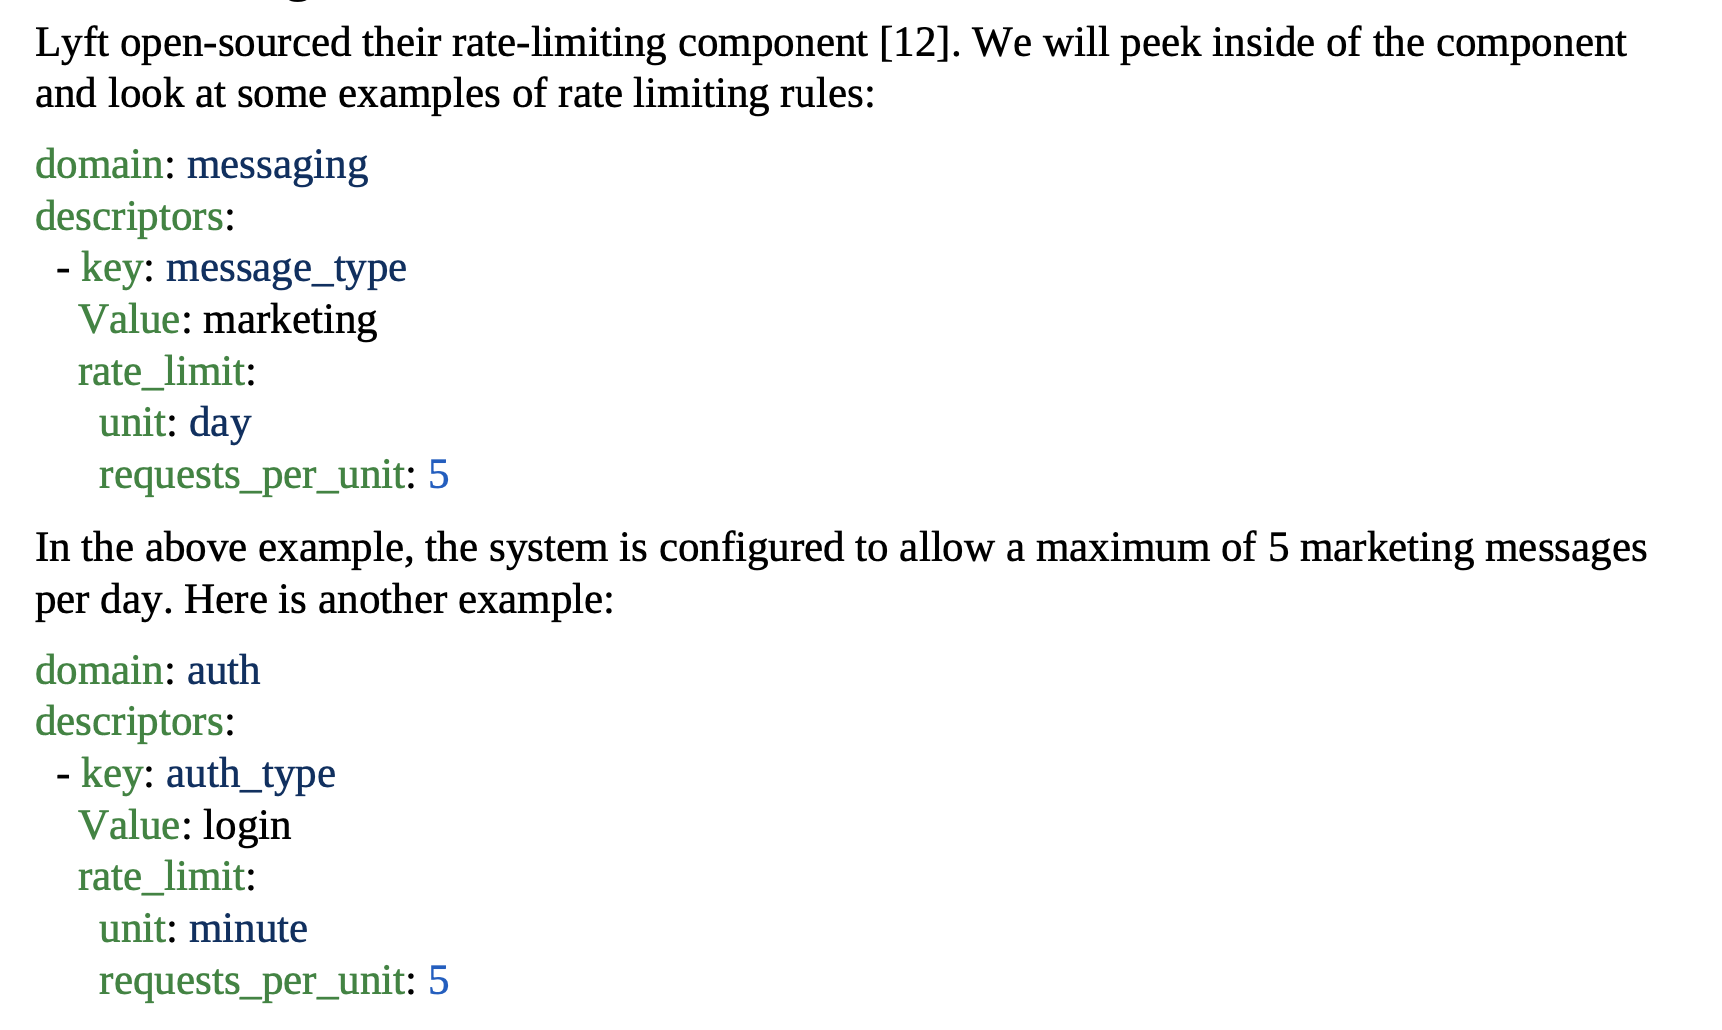 Lyft open-sourced their rate-limiting component [12]. We will peek inside of the component
and look at some examples of rate limiting rules:
domain: messaging
descriptors:
- key: message_type
Value: marketing
rate_limit:
unit: day
requests_per_unit: 5
In the above example, the system is configured to allow a maximum of 5 marketing messages
per day. Here is another example:
domain: auth
descriptors:
- key: auth_type
Value: login
rate_limit:
unit: minute
requests_per_unit: 5